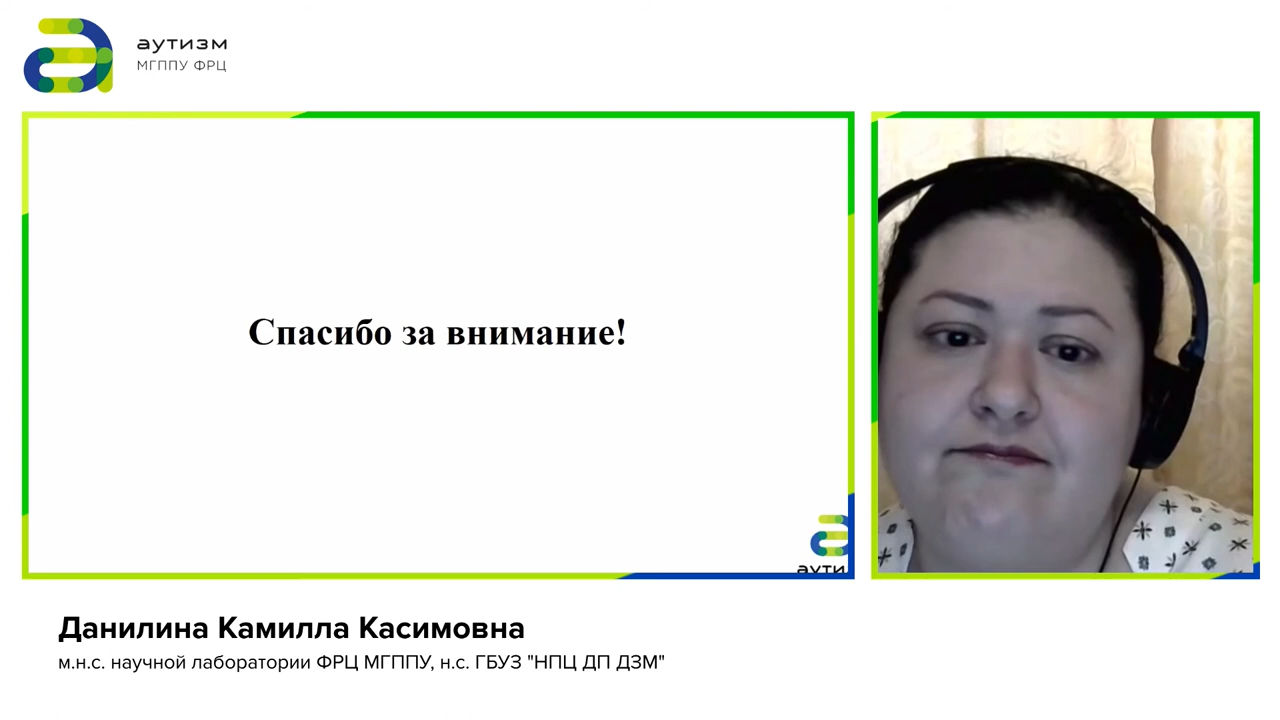 аутизм
МГППУ ФРЦ
Спасибо за внимание!
аути
Данилина Камилла Касимовна
м.н.с. научной лаборатории ФРЦ МГППУ, н.с. ГБУЗ "НПЦ ДП ДЗМ"